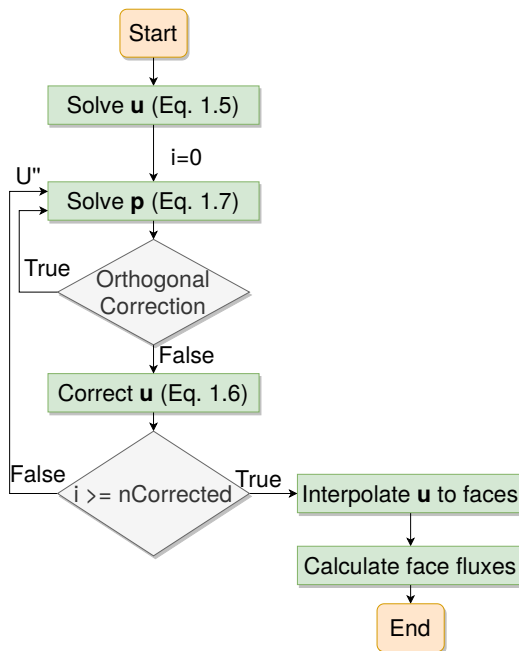 Start
Solve u (Eq. 1.5)
i=0
U"
Solve p (Eq. 1.7)
True
Orthogonal
Correction
False
Correct u (Eq. 1.6)
False
i >= nCorrected
True
Interpolate u to faces
Calculate face fluxes
End